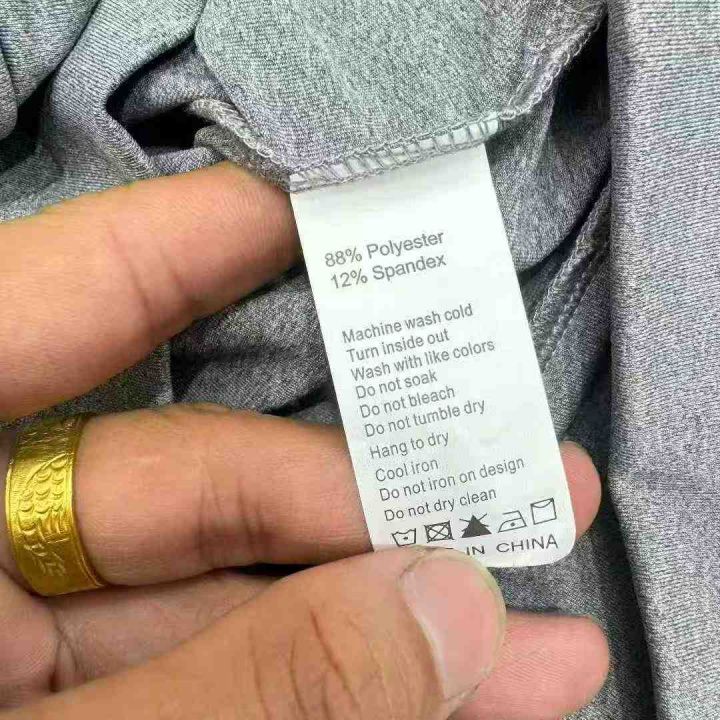 88% Polyester
12% Spandex
Machine wash cold
Turn inside out
Wash with like colors
Do not soak
Do not bleach
Do not tumble dry
Hang to dry
Cool iron
Do not iron on design
Do not dry clean
IN CHINA